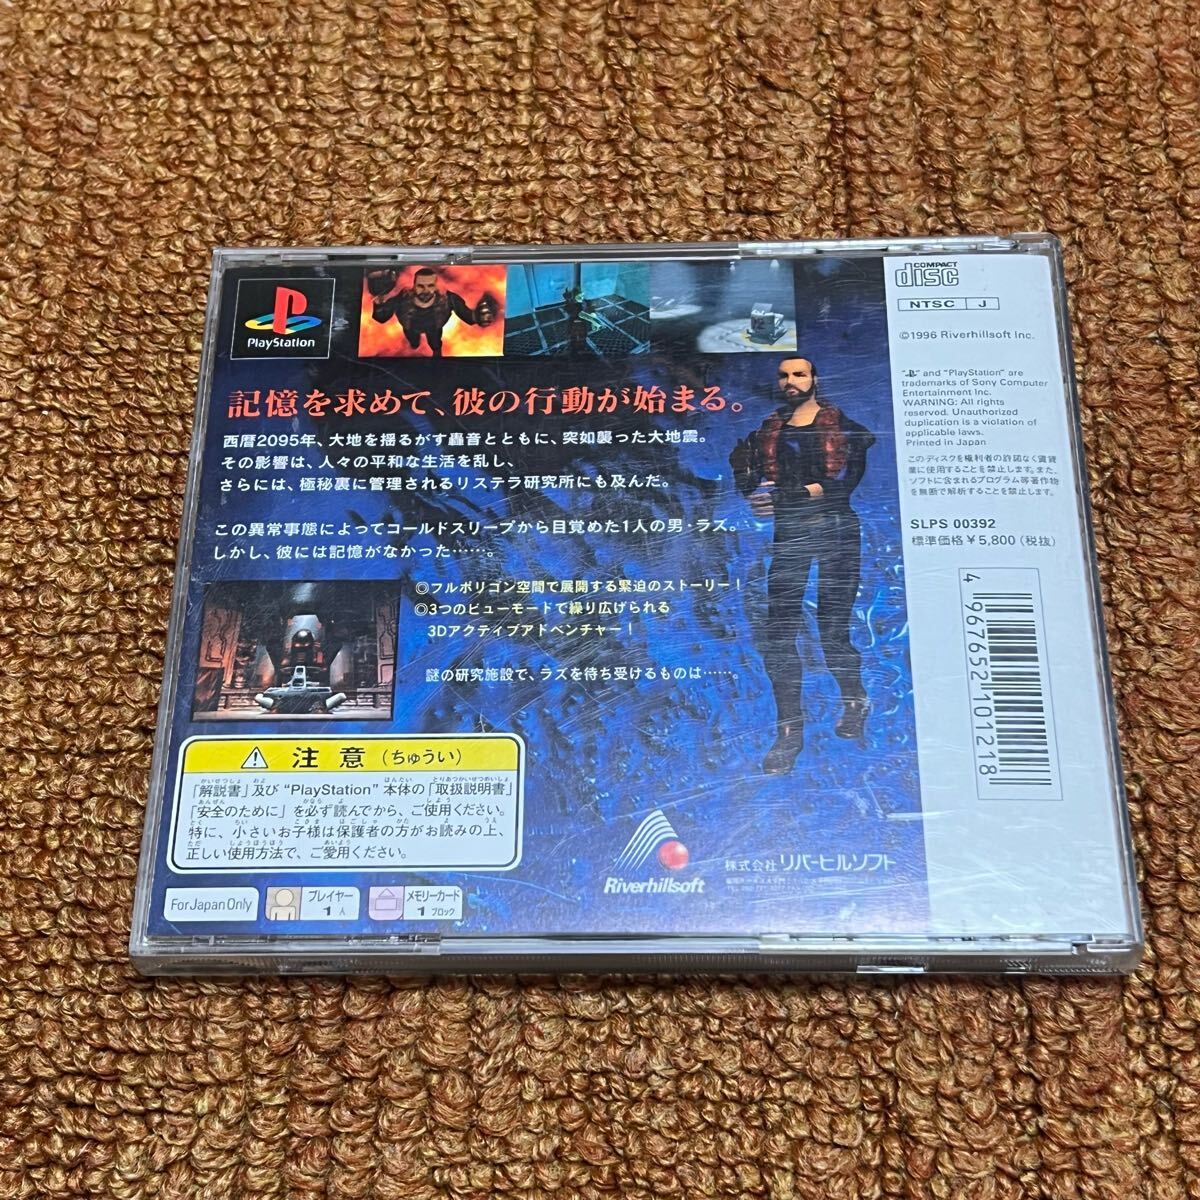 PlayStation
記憶を求めて、彼の行動が始まる。
西暦2095年、大地を揺るがす轟音とともに、突如襲った大地震。
その影響は、人々の平和な生活を乱し、
さらには、極秘裏に管理されるリステラ研究所にも及んだ。
この異常事態によってコールドスリープから目覚めた1人の男・ラズ。
しかし、彼には記憶がなかった……。
◎フルポリゴン空間で展開する緊迫のストーリー！
◎3つのビューモードで繰り広げられる
3Dアクティブアドベンチャー！
謎の研究施設で、ラズを待ち受けるものは……。
注意（ちゅうい）
「解説書」及び“PlayStation”本体の「取扱説明書」
「安全のために」を必ず読んでから、ご使用ください。
特に、小さいお子様は保護者の方がお読みの上、
正しい使用方法で、ご愛用ください。
For Japan Only
プレイヤー
1人
メモリーカード
1ブロック
Riverhillsoft
株式会社リバーヒルソフト
COMPACT
disc
NTSC J
©1996 Riverhillsoft Inc.
" " and "PlayStation" are
trademarks of Sony Computer
Entertainment Inc.
WARNING: All rights
reserved. Unauthorized
duplication is a violation of
applicable laws.
Printed in Japan
このディスクを権利者の許諾なく賃貸
業に使用することを禁止します。また、
ソフトに含まれるプログラム等著作物
を無断で解析することを禁止します。
SLPS 00392
標準価格￥5,800（税抜）
4967652101218